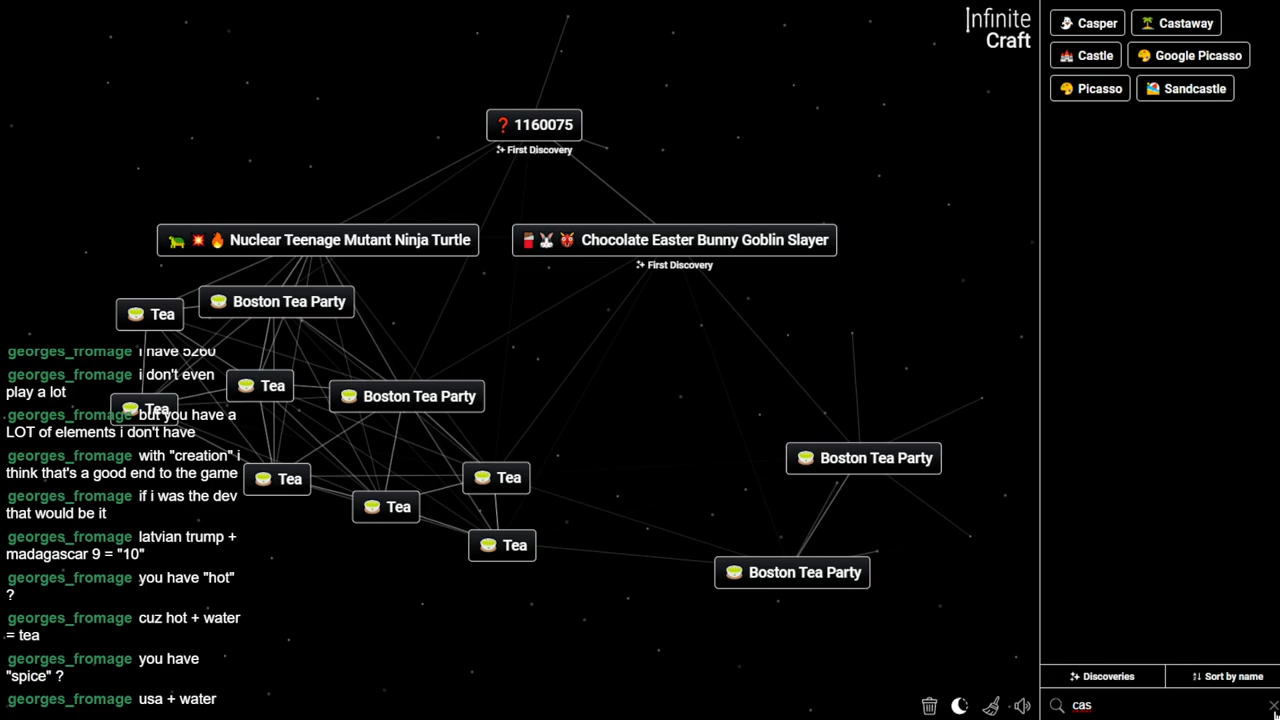 Infinite
Craft
1160075
First Discovery
Nuclear Teenage Mutant Ninja Turtle
Chocolate Easter Bunny Goblin Slayer
First Discovery
Tea
Boston Tea Party
Tea
Boston Tea Party
Tea
Tea
Tea
Tea
Tea
Boston Tea Party
Boston Tea Party
georges_fromage i have 5260
georges_fromage i don't even
play a lot
georges_fromage but you have a
LOT of elements i don't have
georges_fromage with "creation" i
think that's a good end to the game
georges_fromage if i was the dev
that would be it
georges_fromage latvian trump +
madagascar 9 = "10"
georges_fromage you have "hot"
?
georges_fromage cuz hot + water
= tea
georges_fromage you have
"spice" ?
georges_fromage usa + water
Casper
Castaway
Castle
Google Picasso
Picasso
Sandcastle
Discoveries
Sort by name
cas